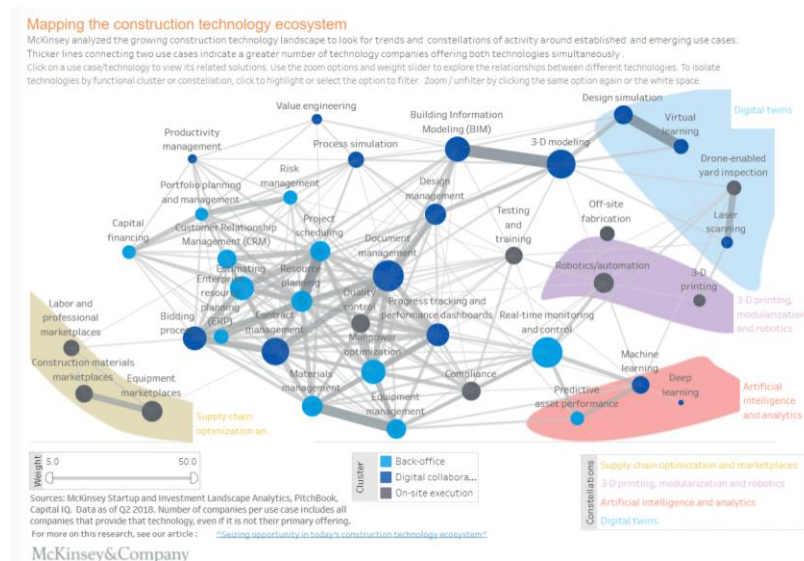 Mapping the construction technology ecosystem
McKinsey analyzed the growing construction technology landscape to look for trends and constellations of activity around established and emerging use cases.
Thicker lines connecting two use cases indicate a greater number of technology companies offering both technologies simultaneously .
Click on a use case/technology to view its related solutions. Use the zoom options and weight slider to explore the relationships between different technologies. To isolate
technologies by functional cluster or constellation, click to highlight or select the option to filter. Zoom / unfilter by clicking the same option again or the white space.
Design simulation
Digital twins
Value engineering
Building Information
Modeling (BIM)
Virtual
learning
Productivity
management
Process simulation
3-D modeling
Drone-enabled
yard inspection
Risk
management
Portfolio planning
and management
Design
management
Testing
and
training
Off-site
fabrication
Laser
scanning
Capital
financing
Customer Relationship
Management (CRM)
Project
scheduling
Document
management
Estimating
Enterprise
resource
planning
(ERP)
Resource
planning
Quality
control
Robotics/automation
3-D
printing
3-D printing,
modularization
and robotics
Labor and
professional
marketplaces
Bidding
process
Contract
management
Progress tracking and
performance dashboards
Real-time monitoring
and control
Manpower
optimization
Construction materials
marketplaces
Equipment
marketplaces
Materials
management
Equipment
management
Compliance
Machine
learning
Predictive
asset performance
Deep
learning
Artificial
intelligence
and analytics
Supply chain
optimization an..
Weight
5.0
50.0
Cluster
Back-office
Digital collabora...
On-site execution
Constellations
Supply chain optimization and marketplaces
3-D printing, modularization and robotics
Artificial intelligence and analytics
Digital twins
Sources: McKinsey Startup and Investment Landscape Analytics, PitchBook,
Capital IQ. Data as of Q2 2018. Number of companies per use case includes all
companies that provide that technology, even if it is not their primary offering.
For more on this research, see our article :
"Seizing opportunity in today's construction technology ecosystem"
McKinsey&Company